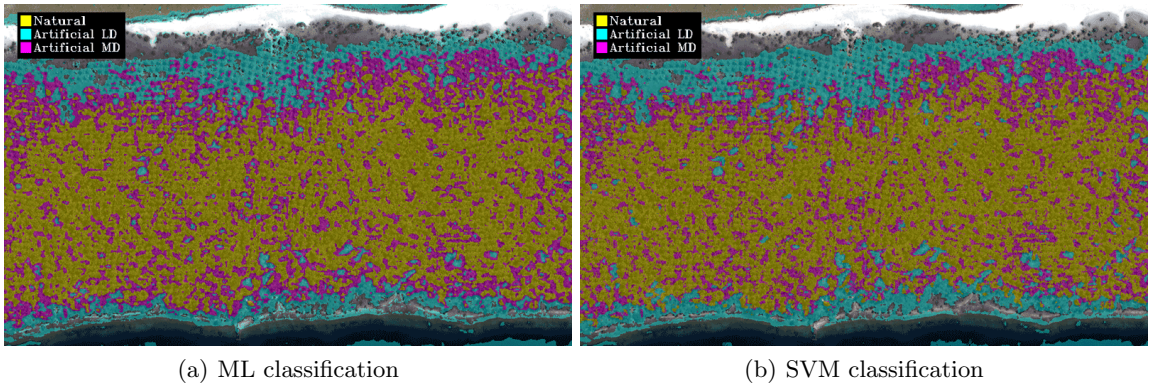 Natural
Artificial LD
Artificial MD
Natural
Artificial LD
Artificial MD
(a) ML classification
(b) SVM classification